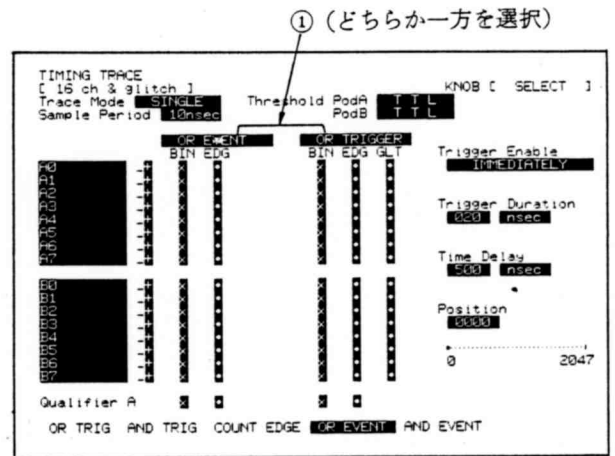 ① (どちらか一方を選択)
TIMING TRACE
[ 16 ch & glitch ]
KNOB [ SELECT ]
Trace Mode SINGLE Threshold PodA T T L
Sample Period 10nsec PodB T T L
OR EVENT OR TRIGGER
BIN EDG BIN EDG GLT
Trigger Enable
IMMEDIATELY
A0 -+ × • × • •
A1 -+ × • × • •
A2 -+ × • × • •
A3 -+ × • × • •
A4 -+ × • × • •
A5 -+ × • × • •
A6 -+ × • × • •
A7 -+ × • × • •
Trigger Duration
020 nsec
Time Delay
500 nsec
B0 -+ × • × • •
B1 -+ × • × • •
B2 -+ × • × • •
B3 -+ × • × • •
B4 -+ × • × • •
B5 -+ × • × • •
B6 -+ × • × • •
B7 -+ × • × • •
Position
0000
0 2047
Qualifier A × • × •
OR TRIG AND TRIG COUNT EDGE OR EVENT AND EVENT